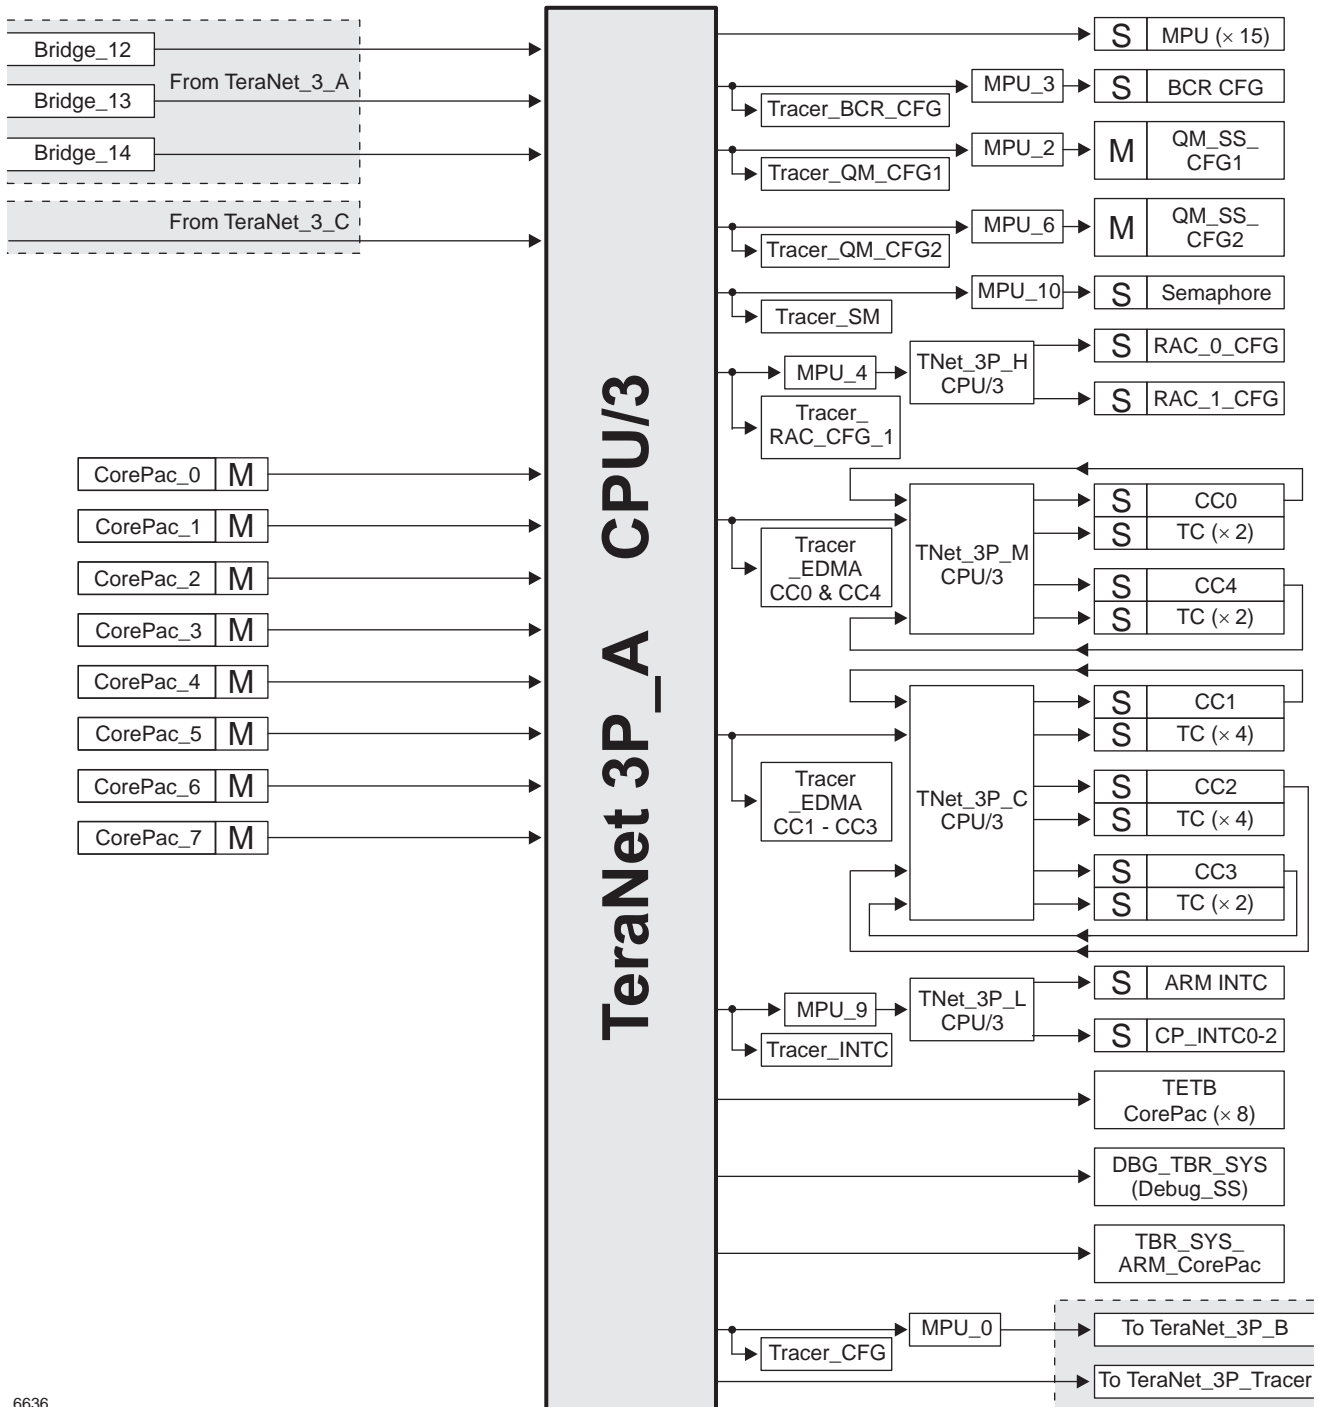 Bridge_12
From TeraNet_3_A
Bridge_13
Bridge_14
From TeraNet_3_C
CorePac_0 M
CorePac_1 M
CorePac_2 M
CorePac_3 M
CorePac_4 M
CorePac_5 M
CorePac_6 M
CorePac_7 M
TeraNet 3P_A CPU/3
S MPU (× 15)
MPU_3
S BCR CFG
Tracer_BCR_CFG
MPU_2
M QM_SS_
CFG1
Tracer_QM_CFG1
MPU_6
M QM_SS_
CFG2
Tracer_QM_CFG2
MPU_10
S Semaphore
Tracer_SM
MPU_4
TNet_3P_H
CPU/3
S RAC_0_CFG
S RAC_1_CFG
Tracer_
RAC_CFG_1
Tracer
_EDMA
CC0 & CC4
TNet_3P_M
CPU/3
S CC0
S TC (× 2)
S CC4
S TC (× 2)
Tracer
_EDMA
CC1 - CC3
TNet_3P_C
CPU/3
S CC1
S TC (× 4)
S CC2
S TC (× 4)
S CC3
S TC (× 2)
MPU_9
TNet_3P_L
CPU/3
S ARM INTC
S CP_INTC0-2
Tracer_INTC
TETB
CorePac (× 8)
DBG_TBR_SYS
(Debug_SS)
TBR_SYS_
ARM_CorePac
MPU_0
To TeraNet_3P_B
Tracer_CFG
To TeraNet_3P_Tracer
6636